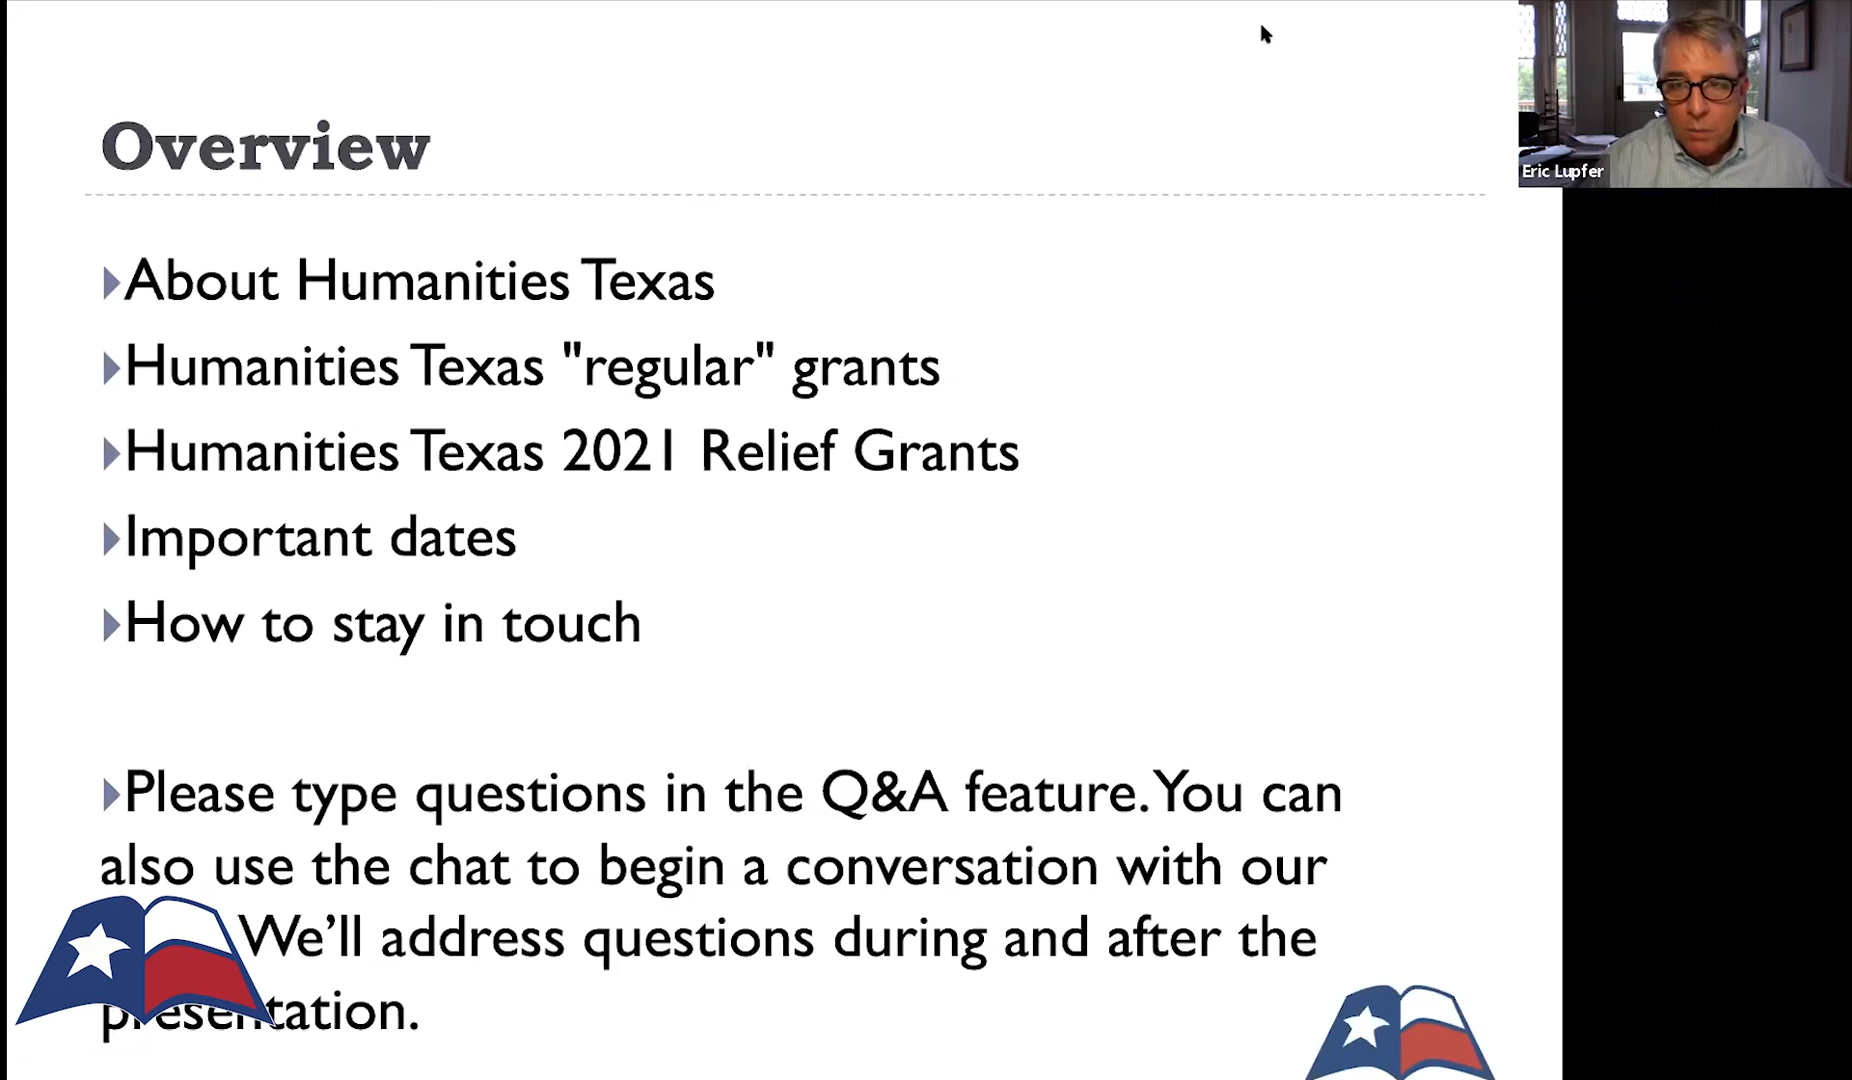 Overview
Eric Lupfer
About Humanities Texas
Humanities Texas "regular" grants
Humanities Texas 2021 Relief Grants
Important dates
How to stay in touch
Please type questions in the Q&A feature. You can
also use the chat to begin a conversation with our
We’ll address questions during and after the
presentation.